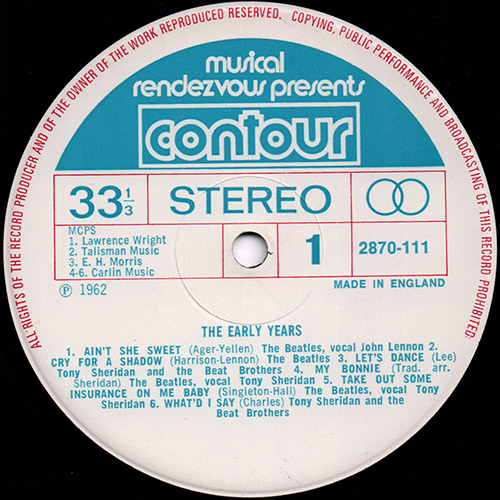 ALL RIGHTS OF THE RECORD PRODUCER AND OF THE OWNER OF THE WORK REPRODUCED RESERVED. COPYING, PUBLIC PERFORMANCE AND BROADCASTING OF THIS RECORD PROHIBITED
musical
rendezvous presents
contour
33 1/3 STEREO
MCPS
1. Lawrence Wright
2. Talisman Music
3. E. H. Morris
4-6. Carlin Music
1 2870-111
Ⓟ 1962 MADE IN ENGLAND
THE EARLY YEARS
1. AIN'T SHE SWEET (Ager-Yellen) The Beatles, vocal John Lennon 2.
CRY FOR A SHADOW (Harrison-Lennon) The Beatles 3. LET'S DANCE (Lee)
Tony Sheridan and the Beat Brothers 4. MY BONNIE (Trad. arr.
Sheridan) The Beatles, vocal Tony Sheridan 5. TAKE OUT SOME
INSURANCE ON ME BABY (Singleton-Hall) The Beatles, vocal Tony
Sheridan 6. WHAT'D I SAY (Charles) Tony Sheridan and the
Beat Brothers